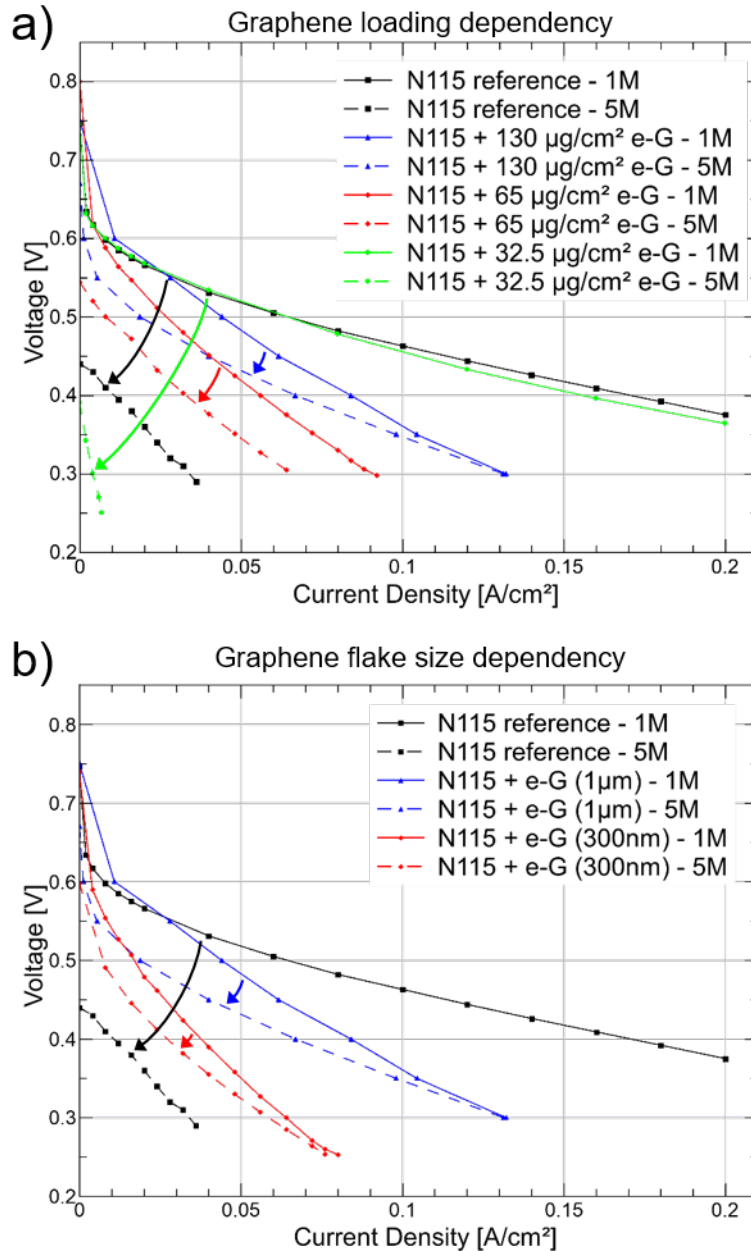 a)
Graphene loading dependency
N115 reference - 1M
N115 reference - 5M
N115 + 130 µg/cm² e-G - 1M
N115 + 130 µg/cm² e-G - 5M
N115 + 65 µg/cm² e-G - 1M
N115 + 65 µg/cm² e-G - 5M
N115 + 32.5 µg/cm² e-G - 1M
N115 + 32.5 µg/cm² e-G - 5M
0.8
0.7
0.6
0.5
0.4
0.3
0.2
Voltage [V]
0
0.05
0.1
0.15
0.2
Current Density [A/cm²]
b)
Graphene flake size dependency
N115 reference - 1M
N115 reference - 5M
N115 + e-G (1µm) - 1M
N115 + e-G (1µm) - 5M
N115 + e-G (300nm) - 1M
N115 + e-G (300nm) - 5M
0.8
0.7
0.6
0.5
0.4
0.3
0.2
Voltage [V]
0
0.05
0.1
0.15
0.2
Current Density [A/cm²]